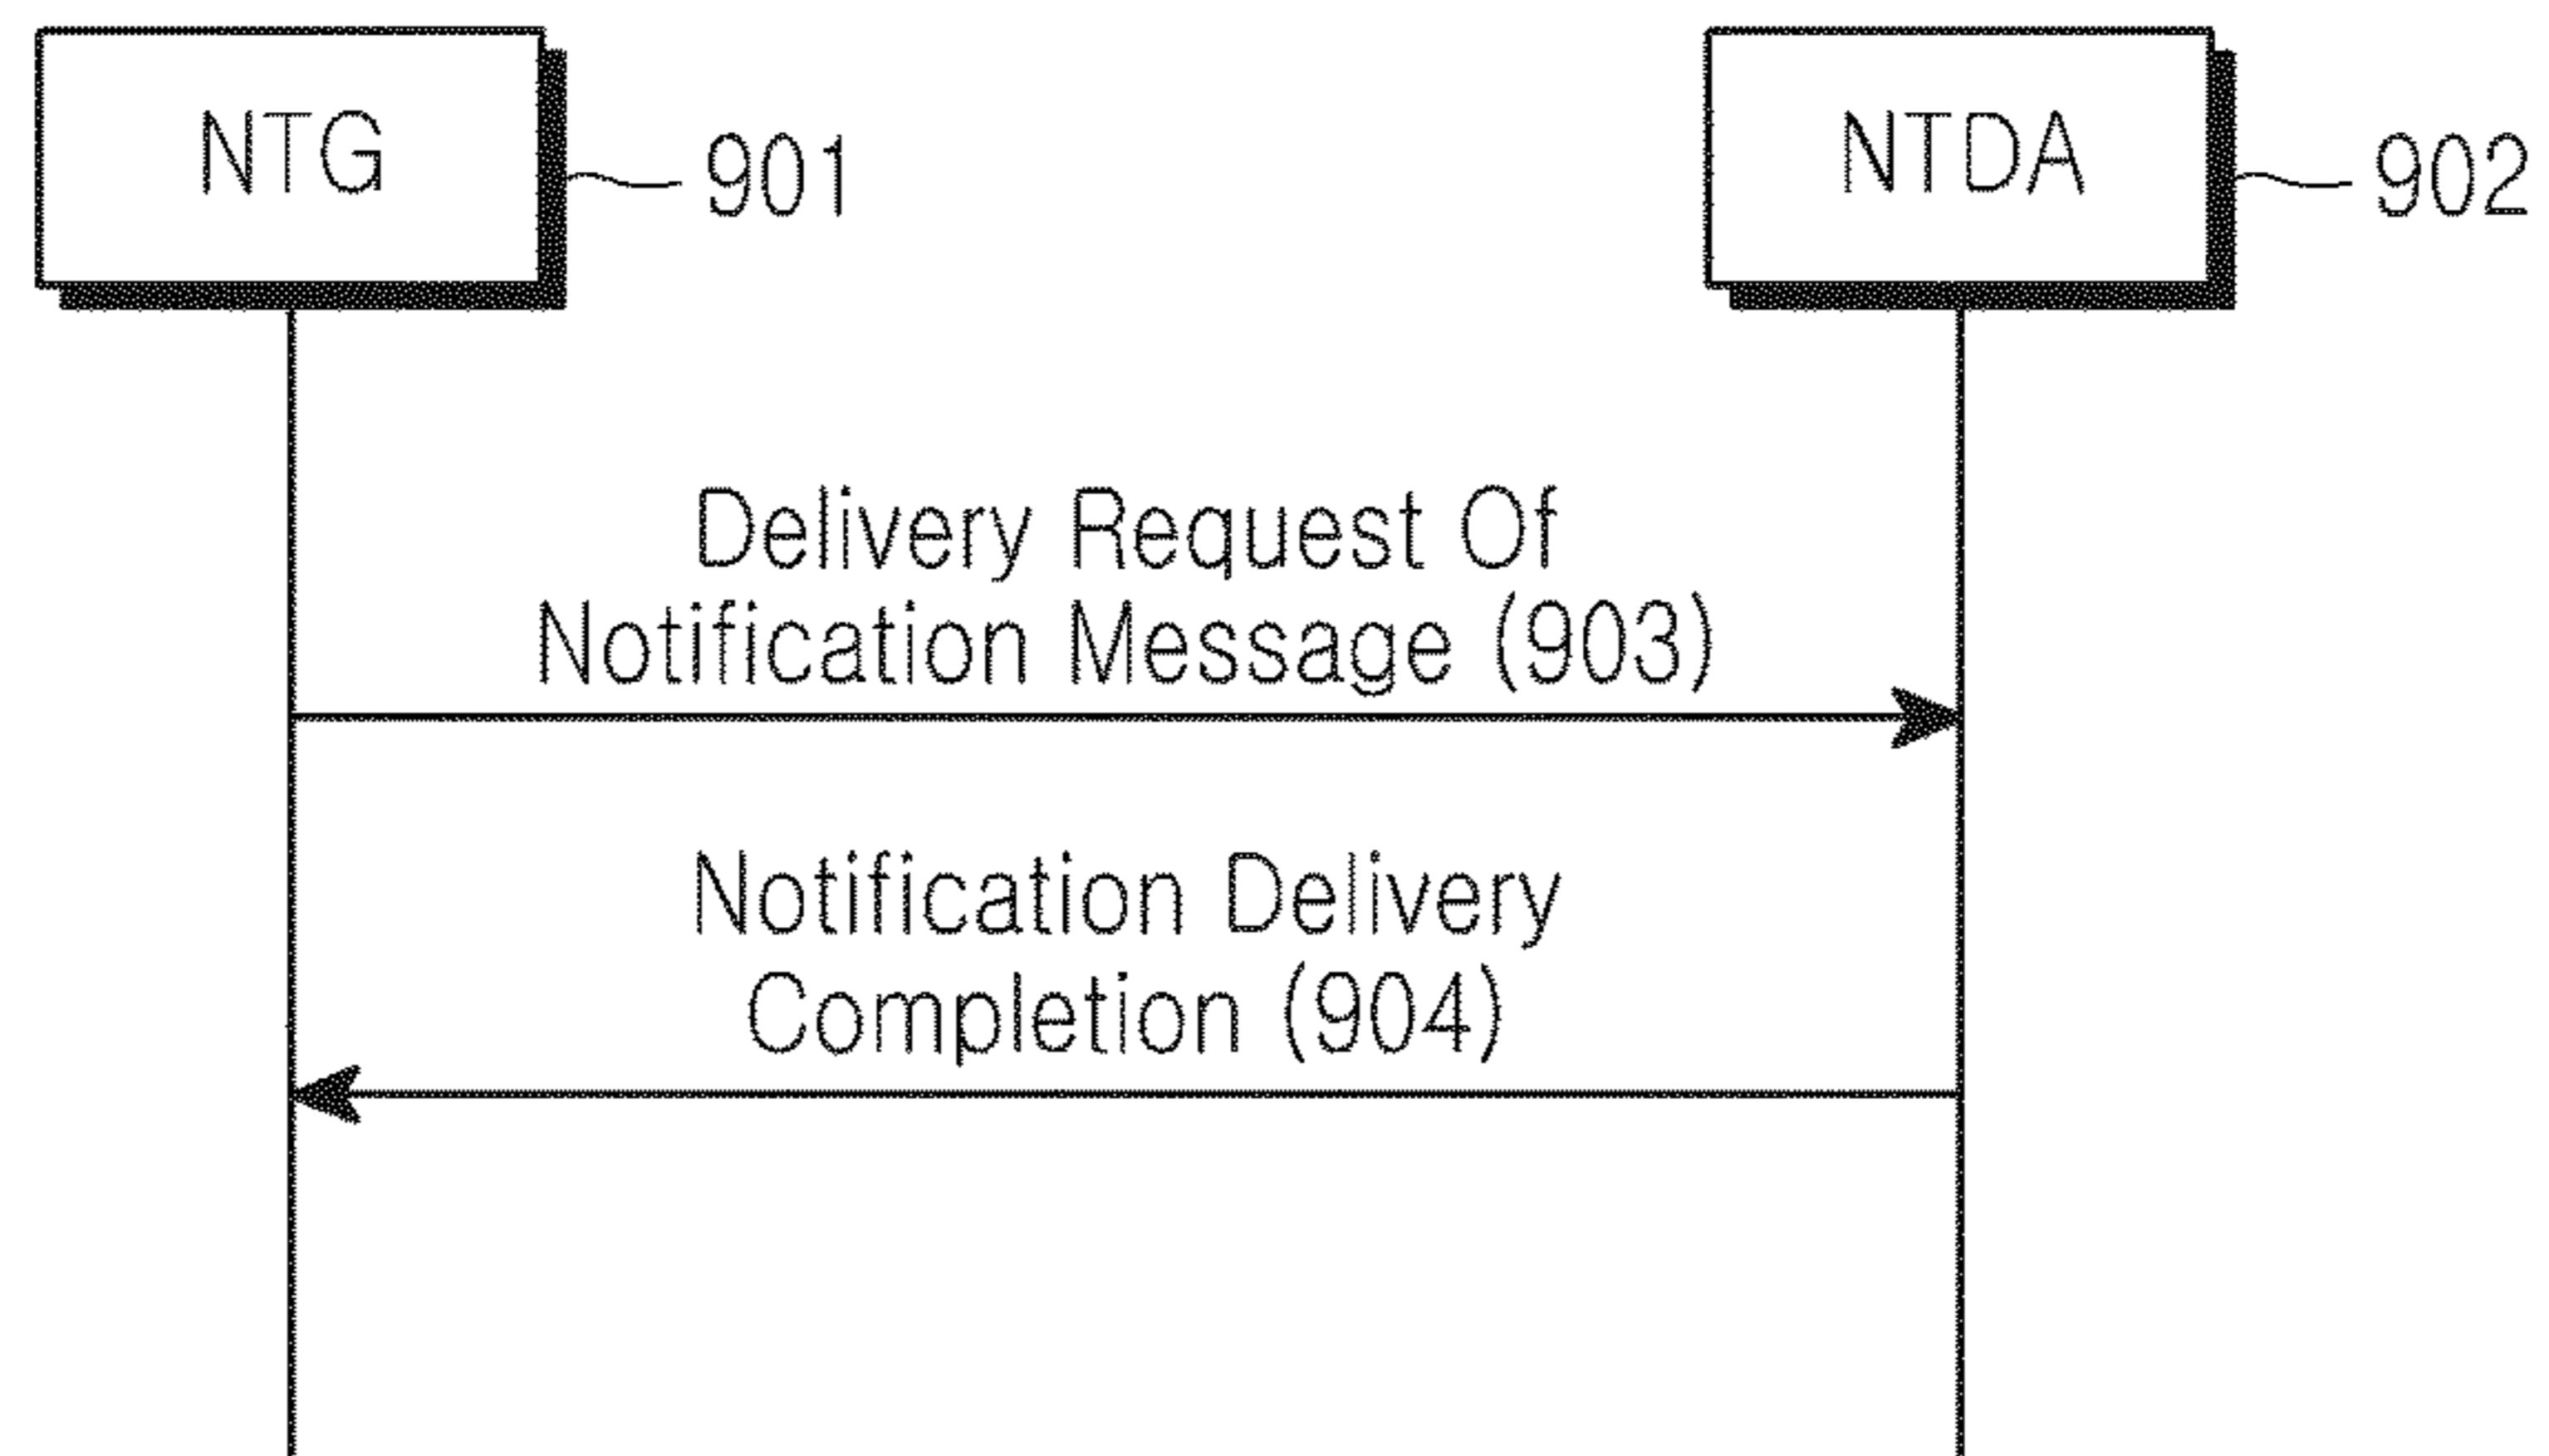 NTG
901
NTDA
902
Delivery Request Of
Notification Message (903)
Notification Delivery
Completion (904)